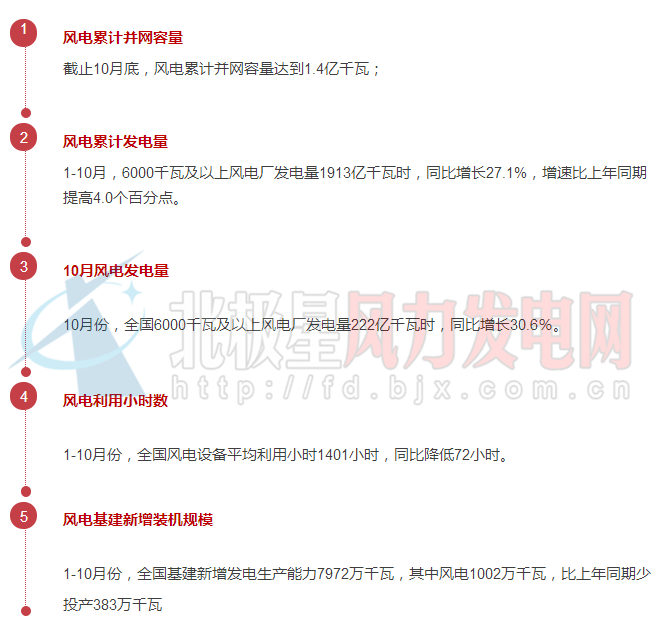 1
风电累计并网容量
截止10月底，风电累计并网容量达到1.4亿千瓦；
2
风电累计发电量
1-10月，6000千瓦及以上风电厂发电量1913亿千瓦时，同比增长27.1%，增速比上年同期
提高4.0个百分点。
3
10月风电发电量
北极星风力发电网
10月份，全国6000千瓦及以上风电厂发电量222亿千瓦时，同比增长30.6%。
http://fd.bjx.com.cn
4
风电利用小时数
1-10月份，全国风电设备平均利用小时1401小时，同比降低72小时。
5
风电基建新增装机规模
1-10月份，全国基建新增发电生产能力7972万千瓦，其中风电1002万千瓦，比上年同期少
投产383万千瓦